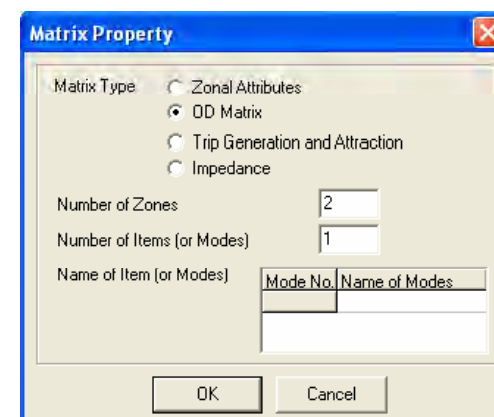 Matrix Property
Matrix Type
Zonal Attributes
OD Matrix
Trip Generation and Attraction
Impedance
Number of Zones 2
Number of Items (or Modes) 1
Name of Item (or Modes)
Mode No. Name of Modes
OK Cancel